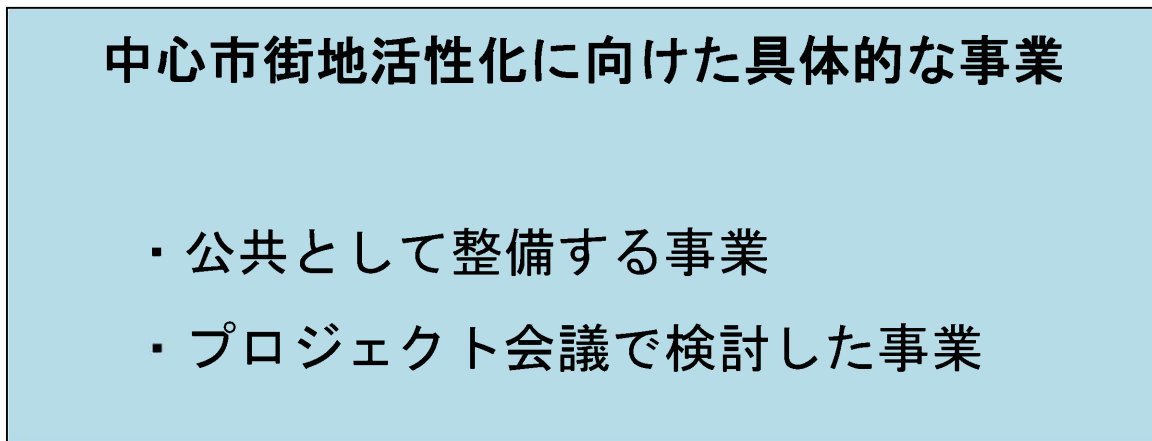 中心市街地活性化に向けた具体的な事業
・公共として整備する事業
・プロジェクト会議で検討した事業